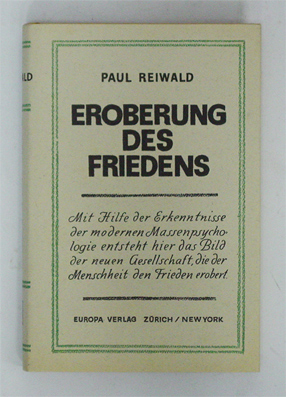 PAUL REIWALD
EROBERUNG
DES
FRIEDENS
Mit Hilfe der Erkenntnisse
der modernen Massenpsycho-
logie entsteht hier das Bild
der neuen Gesellschaft, die der
Menschheit den Frieden erobert.
EUROPA VERLAG ZÜRICH / NEW YORK
ALD